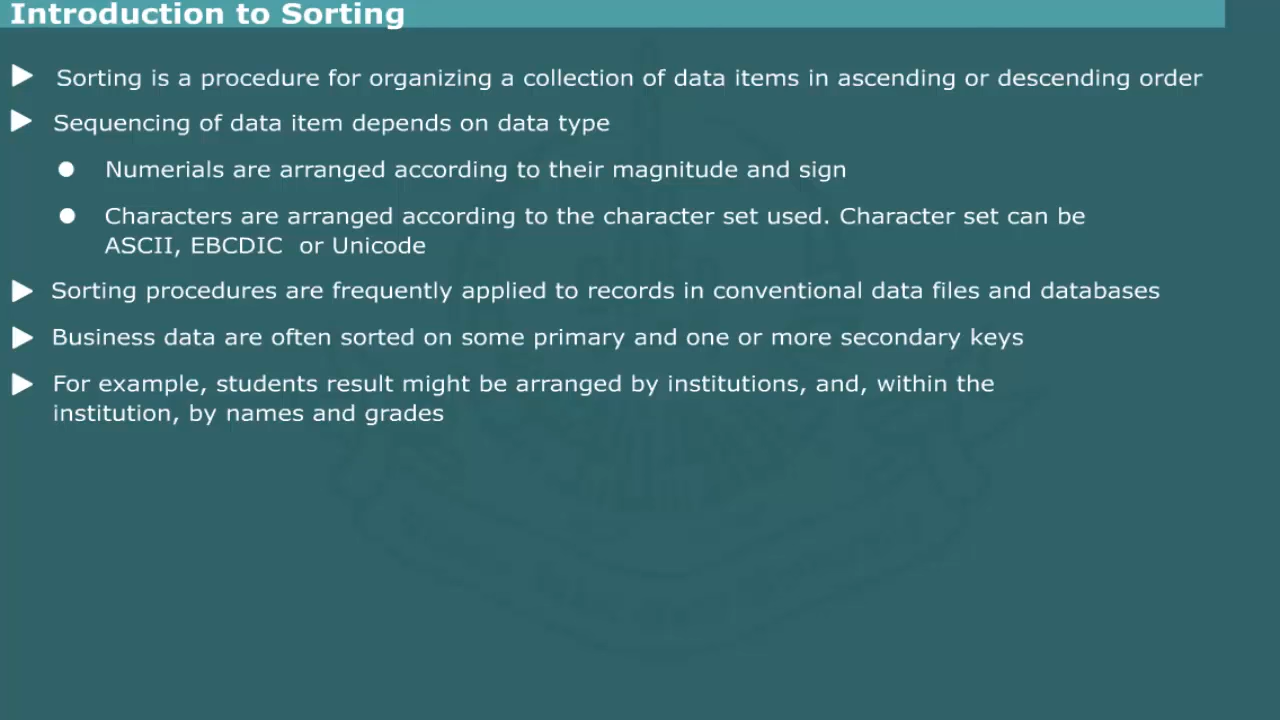 Introduction to Sorting
Sorting is a procedure for organizing a collection of data items in ascending or descending order
Sequencing of data item depends on data type
Numerials are arranged according to their magnitude and sign
Characters are arranged according to the character set used. Character set can be
ASCII, EBCDIC or Unicode
Sorting procedures are frequently applied to records in conventional data files and databases
Business data are often sorted on some primary and one or more secondary keys
For example, students result might be arranged by institutions, and, within the
institution, by names and grades